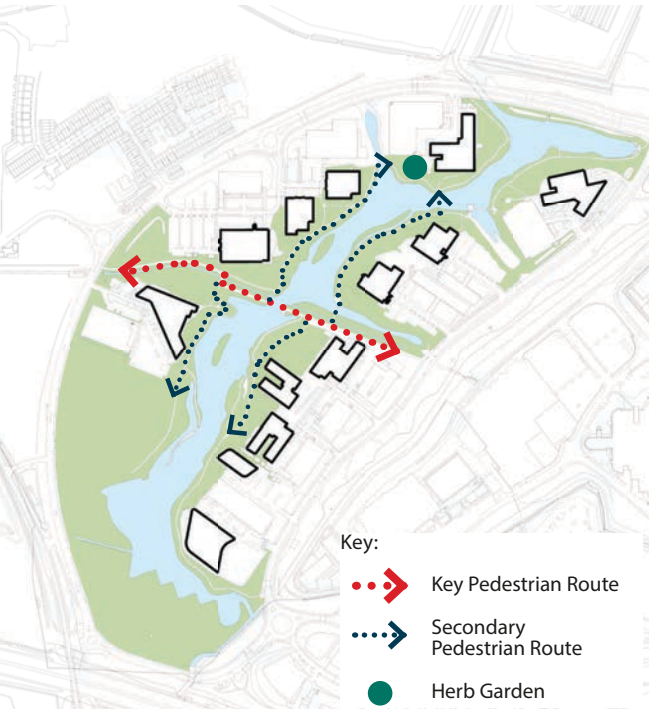 Key:
Key Pedestrian Route
Secondary
Pedestrian Route
Herb Garden